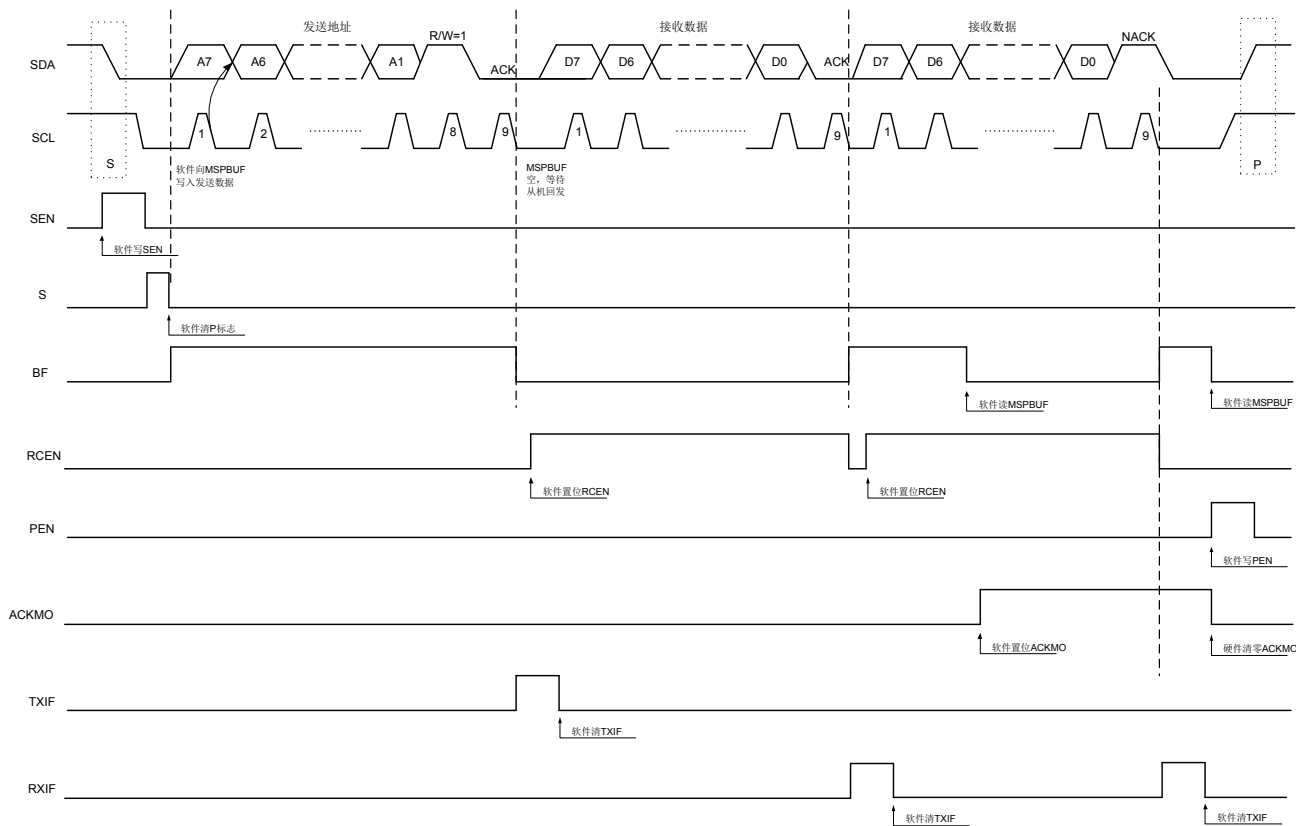 发送地址
接收数据
接收数据
R/W=1
NACK
SDA
A7
A6
A1
ACK
D7
D6
D0
ACK
D7
D6
D0
SCL
1
2
8
9
1
9
1
9
S
软件向MSPBUF
写入发送数据
MSPBUF
空，等待
从机回发
P
SEN
软件写SEN
S
软件清P标志
BF
软件读MSPBUF
软件读MSPBUF
RCEN
软件置位RCEN
软件置位RCEN
PEN
软件写PEN
ACKMO
软件置位ACKMO
硬件清零ACKMO
TXIF
软件清TXIF
RXIF
软件清TXIF
软件清TXIF